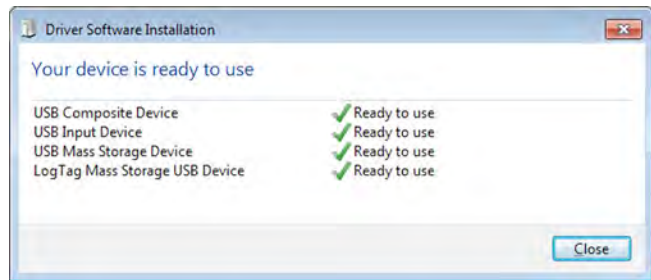 Driver Software Installation
Your device is ready to use
USB Composite Device Ready to use
USB Input Device Ready to use
USB Mass Storage Device Ready to use
LogTag Mass Storage USB Device Ready to use
Close